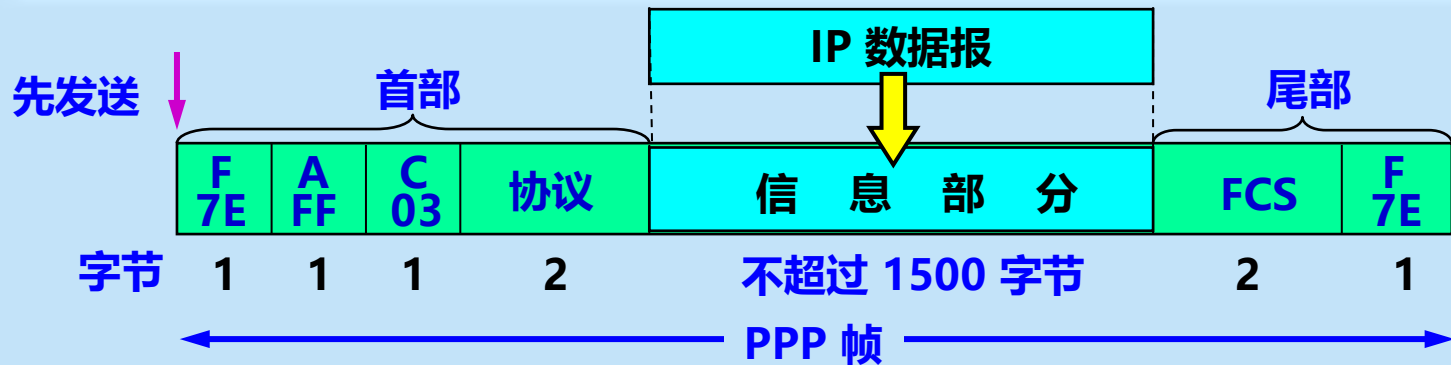 IP 数据报
先发送
首部
尾部
F
7E
A
FF
C
03
协议
信 息 部 分
FCS
F
7E
字节 1 1 1 2 不超过 1500 字节 2 1
PPP 帧